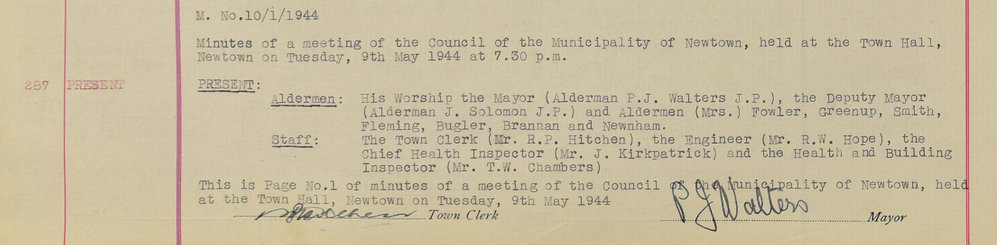 M. No.10/1/1944
Minutes of a meeting of the Council of the Municipality of Newtown, held at the Town Hall,
Newtown on Tuesday, 9th May 1944 at 7.30 p.m.
287 PRESENT PRESENT:
Aldermen: His Worship the Mayor (Alderman P.J. Walters J.P.), the Deputy Mayor
(Alderman J. Solomon J.P.) and Aldermen (Mrs.) Fowler, Greenup, Smith,
Fleming, Bugler, Brannan and Newnham.
Staff: The Town Clerk (Mr. R.P. Hitchen), the Engineer (Mr. R.W. Hope), the
Chief Health Inspector (Mr. J. Kirkpatrick) and the Health and Building
Inspector (Mr. T.W. Chambers)
This is Page No.1 of minutes of a meeting of the Council of the Municipality of Newtown, held
at the Town Hall, Newtown on Tuesday, 9th May 1944
Town Clerk P J Walters Mayor